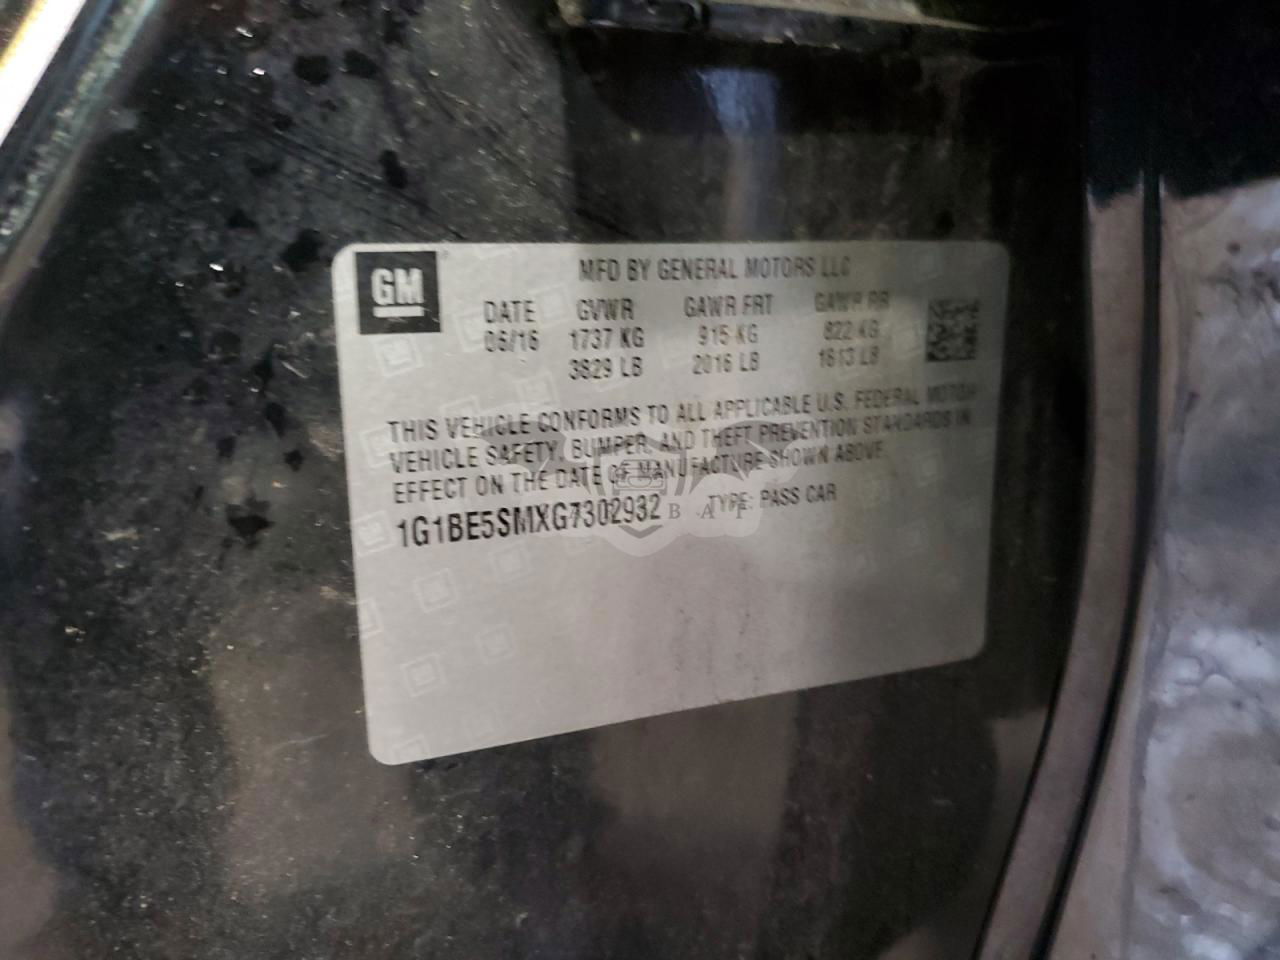 GM
MFD BY GENERAL MOTORS LLC
DATE GVWR GAWR FRT GAWR RR
06/16 1737 KG 915 KG 822 KG
3829 LB 2016 LB 1813 LB
THIS VEHICLE CONFORMS TO ALL APPLICABLE U.S. FEDERAL MOTOR
VEHICLE SAFETY, BUMPER, AND THEFT PREVENTION STANDARDS IN
EFFECT ON THE DATE OF MANUFACTURE SHOWN ABOVE.
1G1BE5SMXG7302932 TYPE: PASS CAR
BAT